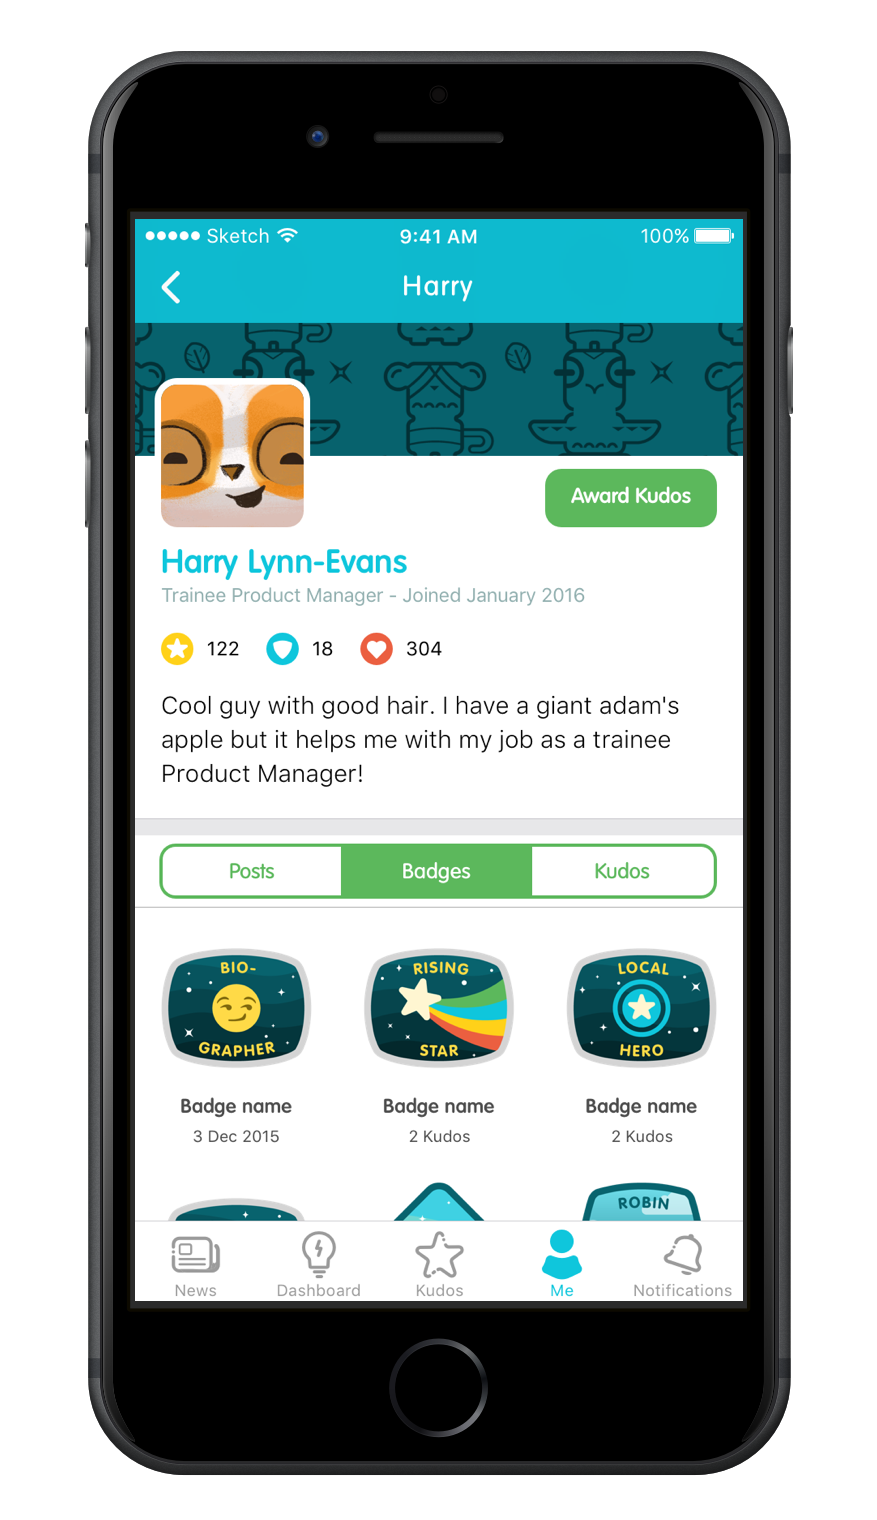 Sketch 9:41 AM 100%
Harry
Award Kudos
Harry Lynn-Evans
Trainee Product Manager - Joined January 2016
122 18 304
Cool guy with good hair. I have a giant adam's
apple but it helps me with my job as a trainee
Product Manager!
Posts Badges Kudos
BIO- RISING LOCAL
GRAPHER STAR HERO
Badge name Badge name Badge name
3 Dec 2015 2 Kudos 2 Kudos
ROBIN
News Dashboard Kudos Me Notifications